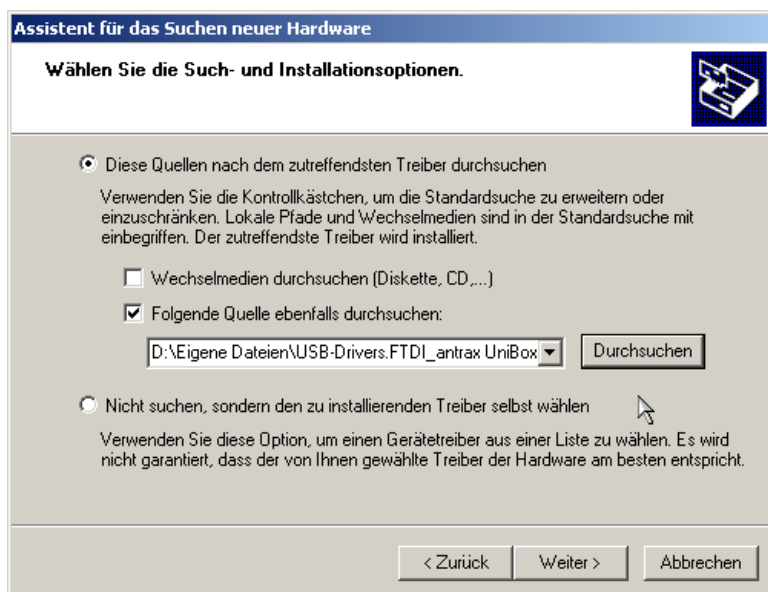 Assistent für das Suchen neuer Hardware
Wählen Sie die Such- und Installationsoptionen.
Diese Quellen nach dem zutreffendsten Treiber durchsuchen
Verwenden Sie die Kontrollkästchen, um die Standardsuche zu erweitern oder
einzuschränken. Lokale Pfade und Wechselmedien sind in der Standardsuche mit
einbegriffen. Der zutreffendste Treiber wird installiert.
Wechselmedien durchsuchen (Diskette, CD,...)
Folgende Quelle ebenfalls durchsuchen:
D:\Eigene Dateien\USB-Drivers.FTDI_antrax UniBox
Durchsuchen
Nicht suchen, sondern den zu installierenden Treiber selbst wählen
Verwenden Sie diese Option, um einen Gerätetreiber aus einer Liste zu wählen. Es wird
nicht garantiert, dass der von Ihnen gewählte Treiber der Hardware am besten entspricht.
< Zurück Weiter > Abbrechen